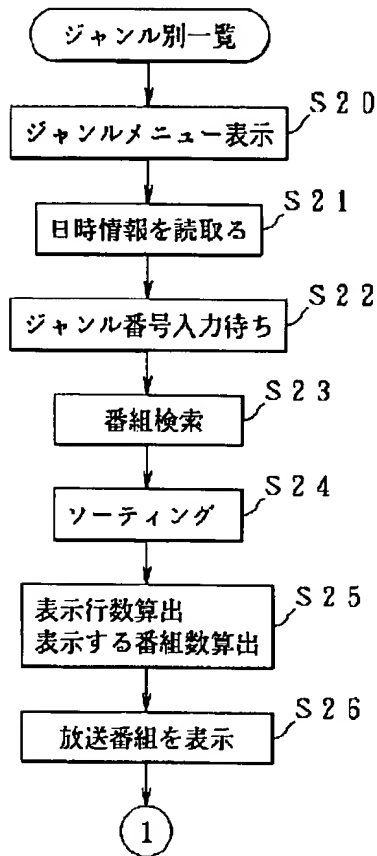 ジャンル別一覧
S20
ジャンルメニュー表示
S21
日時情報を読取る
S22
ジャンル番号入力待ち
S23
番組検索
S24
ソーティング
S25
表示行数算出
表示する番組数算出
S26
放送番組を表示
1